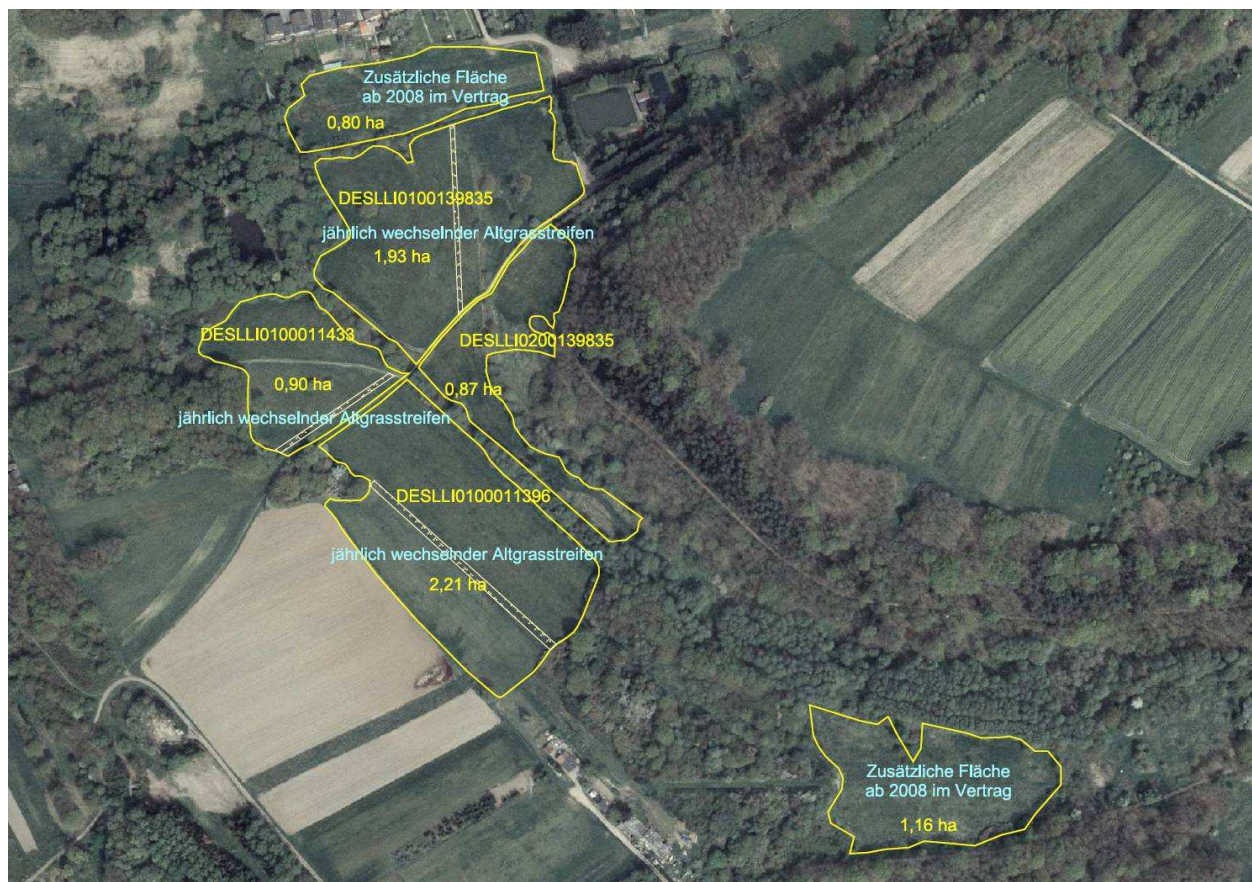 Zusätzliche Fläche
ab 2008 im Vertrag
0,80 ha
DESLLI0100139835
jährlich wechselnder Altgrasstreifen
1,93 ha
DESLLI0100011433
DESLLI0200139835
0,90 ha
0,87 ha
jährlich wechselnder Altgrasstreifen
DESLLI0100011396
jährlich wechselnder Altgrasstreifen
2,21 ha
Zusätzliche Fläche
ab 2008 im Vertrag
1,16 ha